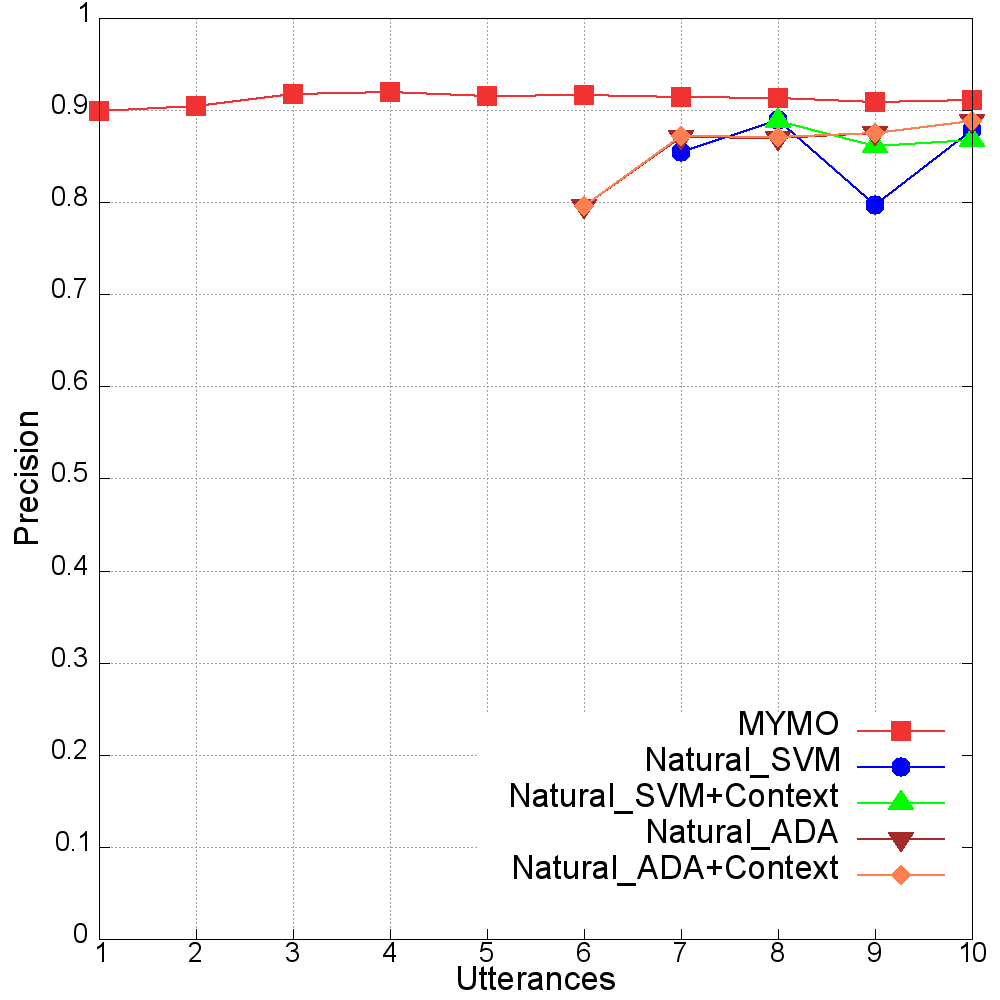 1
0.9
0.8
0.7
0.6
0.5
0.4
0.3
0.2
0.1
0
Precision
1 2 3 4 5 6 7 8 9 10
Utterances
MYMO
Natural_SVM
Natural_SVM+Context
Natural_ADA
Natural_ADA+Context